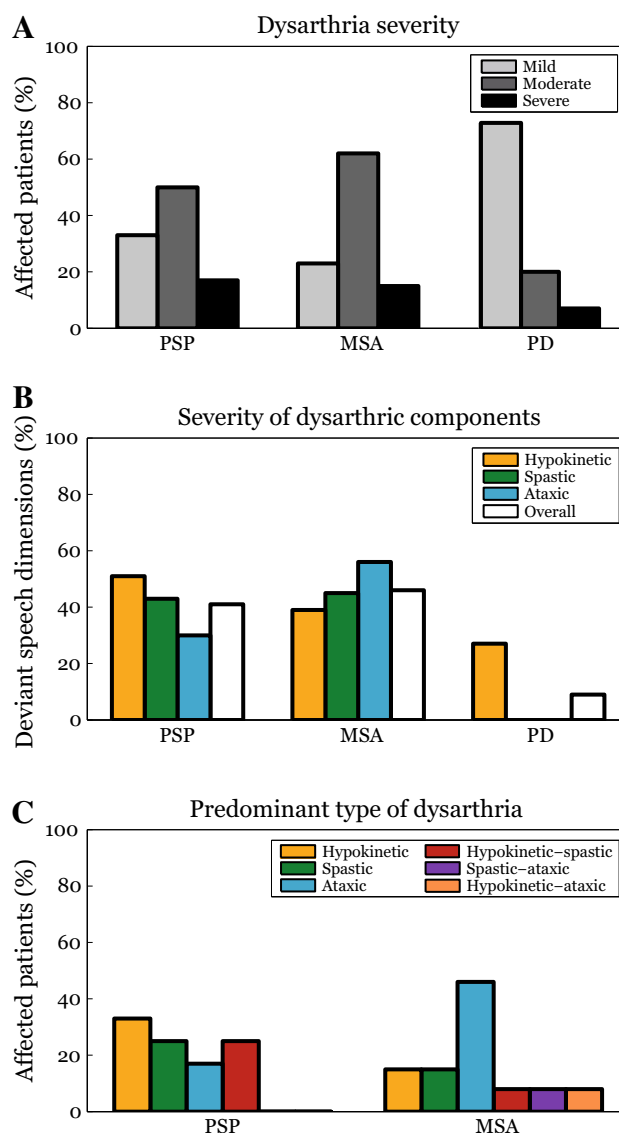 A
Dysarthria severity
Affected patients (%)
100
80
60
40
20
0
Mild
Moderate
Severe
PSP
MSA
PD
B
Severity of dysarthric components
Deviant speech dimensions (%)
100
80
60
40
20
0
Hypokinetic
Spastic
Ataxic
Overall
PSP
MSA
PD
C
Predominant type of dysarthria
Affected patients (%)
100
80
60
40
20
0
Hypokinetic
Spastic
Ataxic
Hypokinetic–spastic
Spastic–ataxic
Hypokinetic–ataxic
PSP
MSA